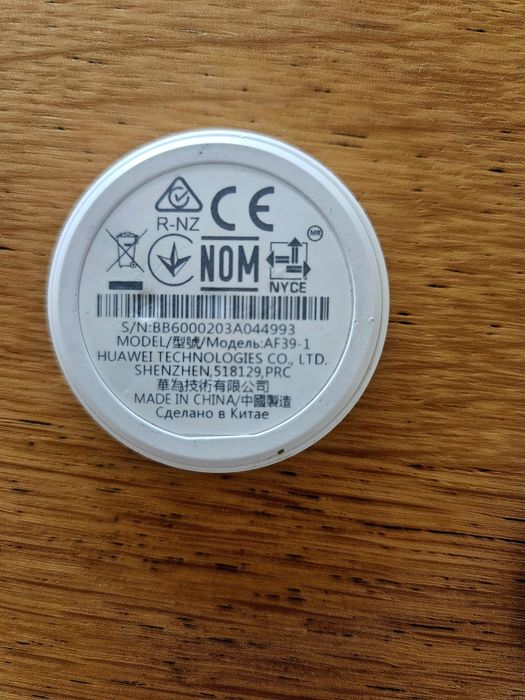 R-NZ
CE
NOM
NYCE
MR
S/N:BB6000203A044993
MODEL/型號/Модель:AF39-1
HUAWEI TECHNOLOGIES CO., LTD.
SHENZHEN,518129,PRC
華為技術有限公司
MADE IN CHINA/中國製造
Сделано в Китае